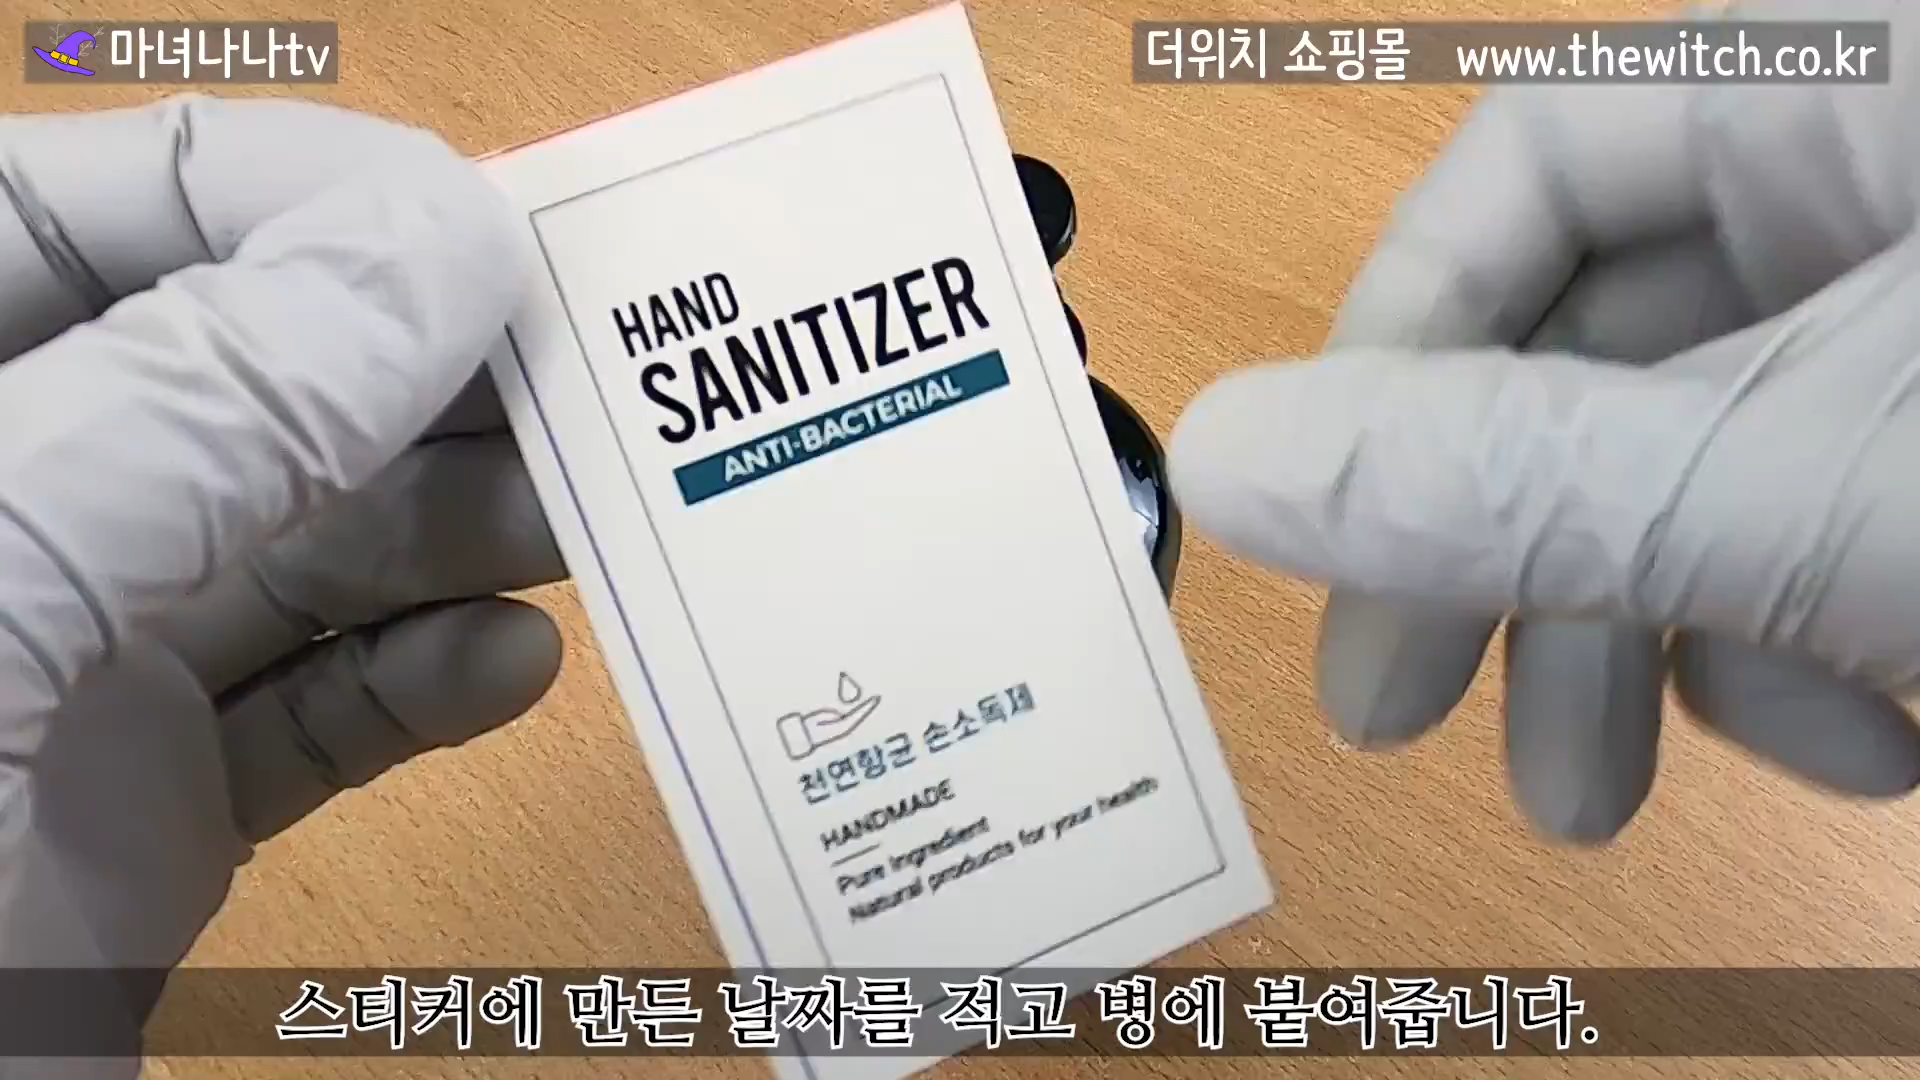 마녀나나tv
더위치 쇼핑몰 www.thewitch.co.kr
HAND
SANITIZER
ANTI-BACTERIAL
천연항균 손소독제
HANDMADE
Pure Ingredient
Natural products for your health
스티커에 만든 날짜를 적고 병에 붙여줍니다.